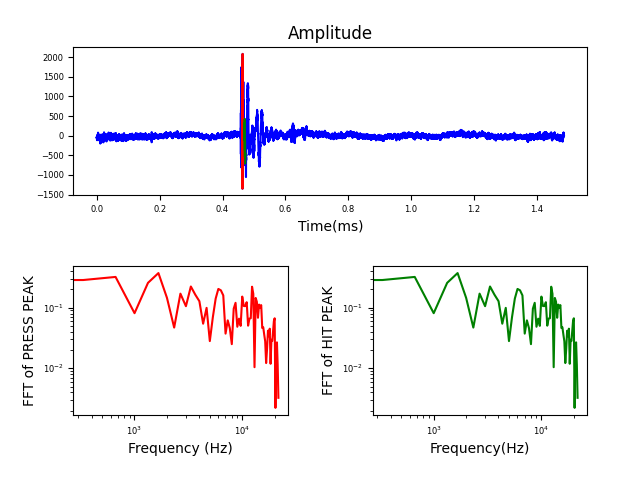 Amplitude
2000
1500
1000
500
0
−500
−1000
−1500
0.0 0.2 0.4 0.6 0.8 1.0 1.2 1.4
Time(ms)
FFT of PRESS PEAK
10⁻¹
10⁻²
10³ 10⁴
Frequency (Hz)
FFT of HIT PEAK
10⁻¹
10⁻²
10³ 10⁴
Frequency(Hz)